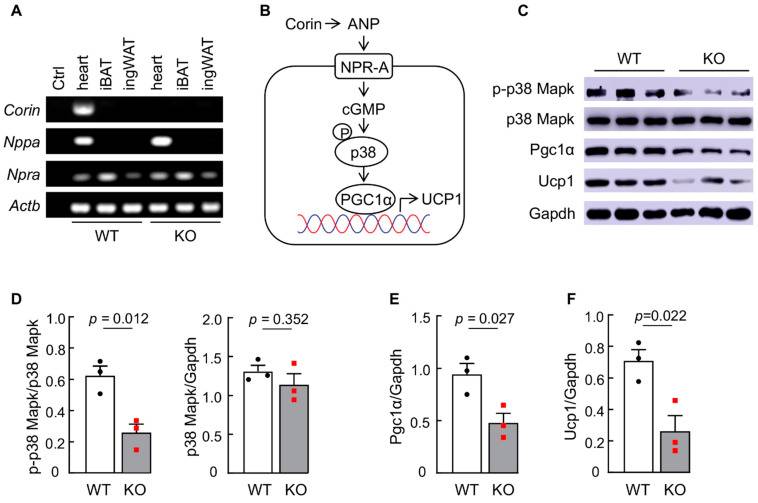 A
Ctrl
heart
iBAT
ingWAT
heart
iBAT
ingWAT
Corin
Nppa
Npra
Actb
WT
KO
B
Corin → ANP
NPR-A
cGMP
P
p38
PGC1α
UCP1
C
WT
KO
p-p38 Mapk
p38 Mapk
Pgc1α
Ucp1
Gapdh
D
p-p38 Mapk/p38 Mapk
1.0
0.8
0.6
0.4
0.2
0
p = 0.012
WT
KO
p38 Mapk/Gapdh
2.0
1.5
1.0
0.5
0
p = 0.352
WT
KO
E
Pgc1α/Gapdh
1.5
1.0
0.5
0
p = 0.027
WT
KO
F
Ucp1/Gapdh
1.0
0.8
0.6
0.4
0.2
0
p=0.022
WT
KO